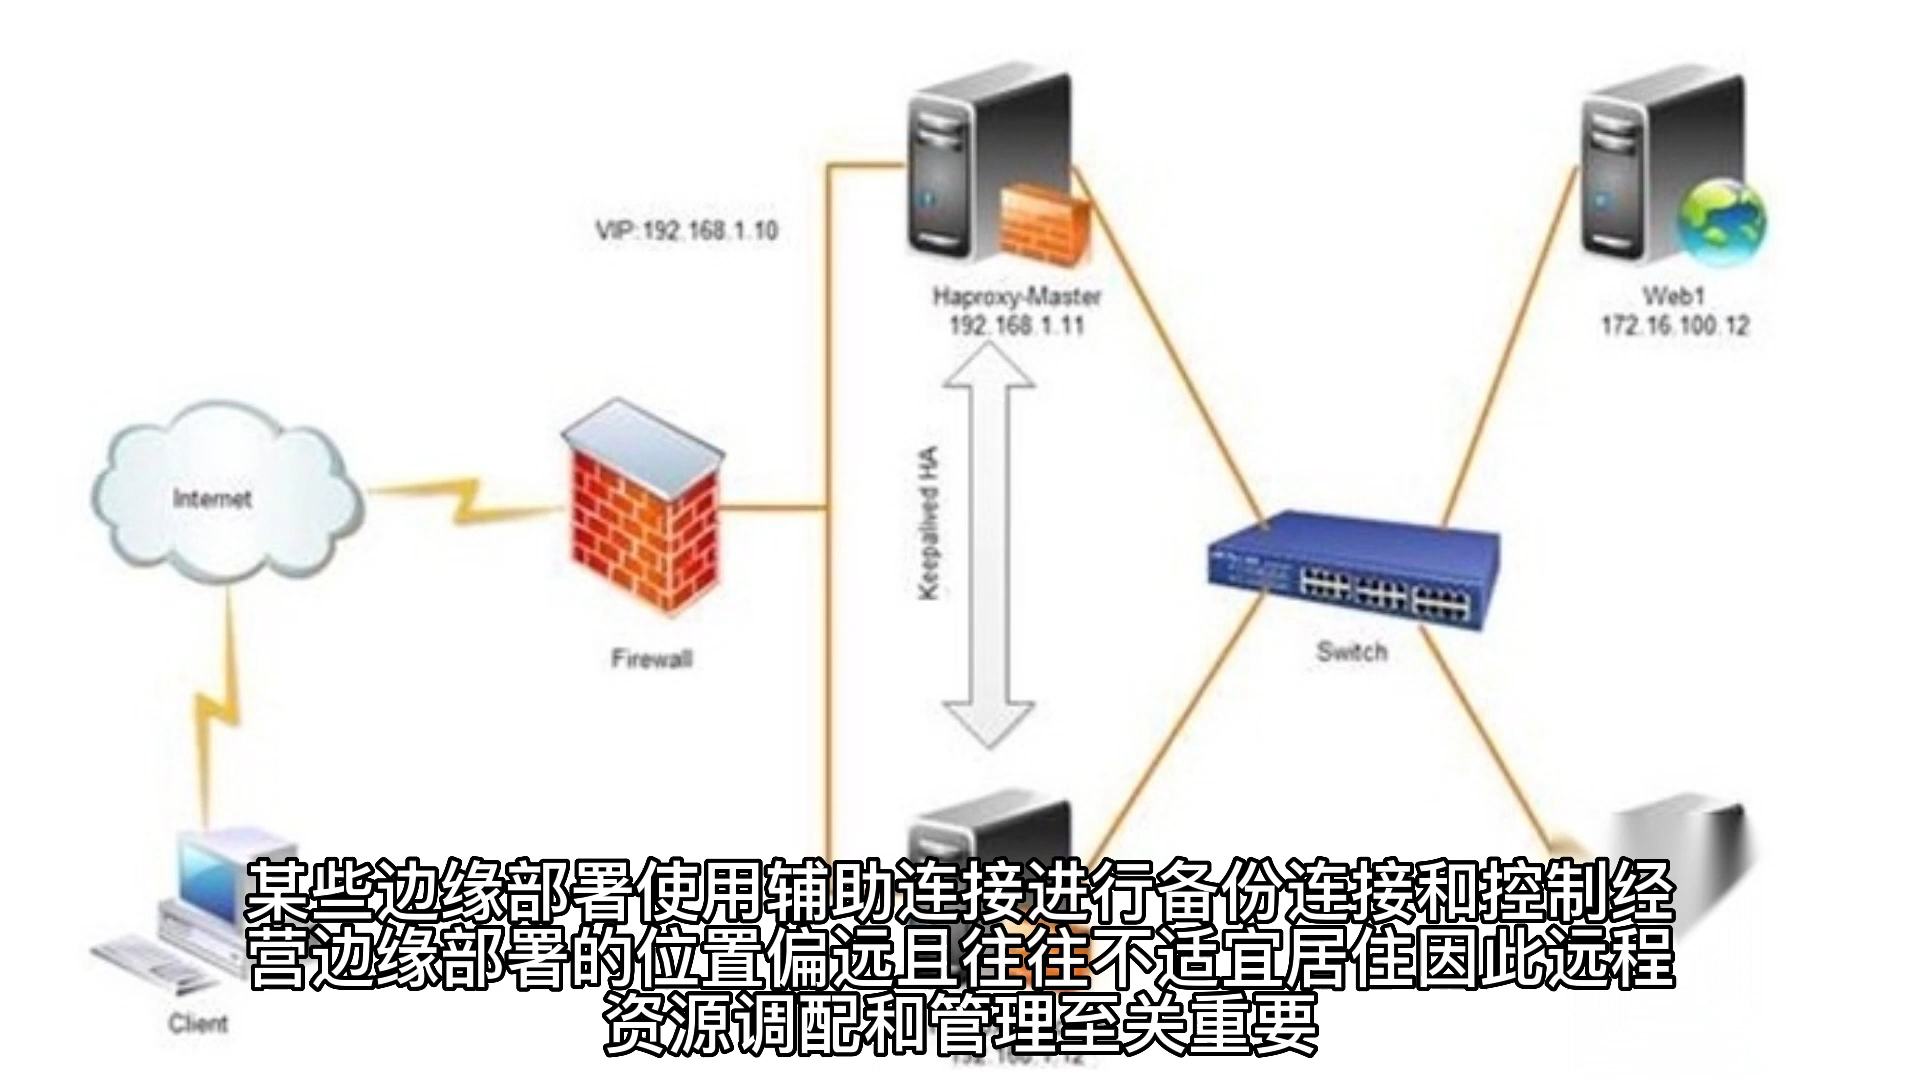 VIP:192.168.1.10
Haproxy-Master
192.168.1.11
Web1
172.16.100.12
Keepalived HA
Internet
Firewall
Switch
Client
某些边缘部署使用辅助连接进行备份连接和控制经
营边缘部署的位置偏远且往往不适宜居住因此远程
资源调配和管理至关重要